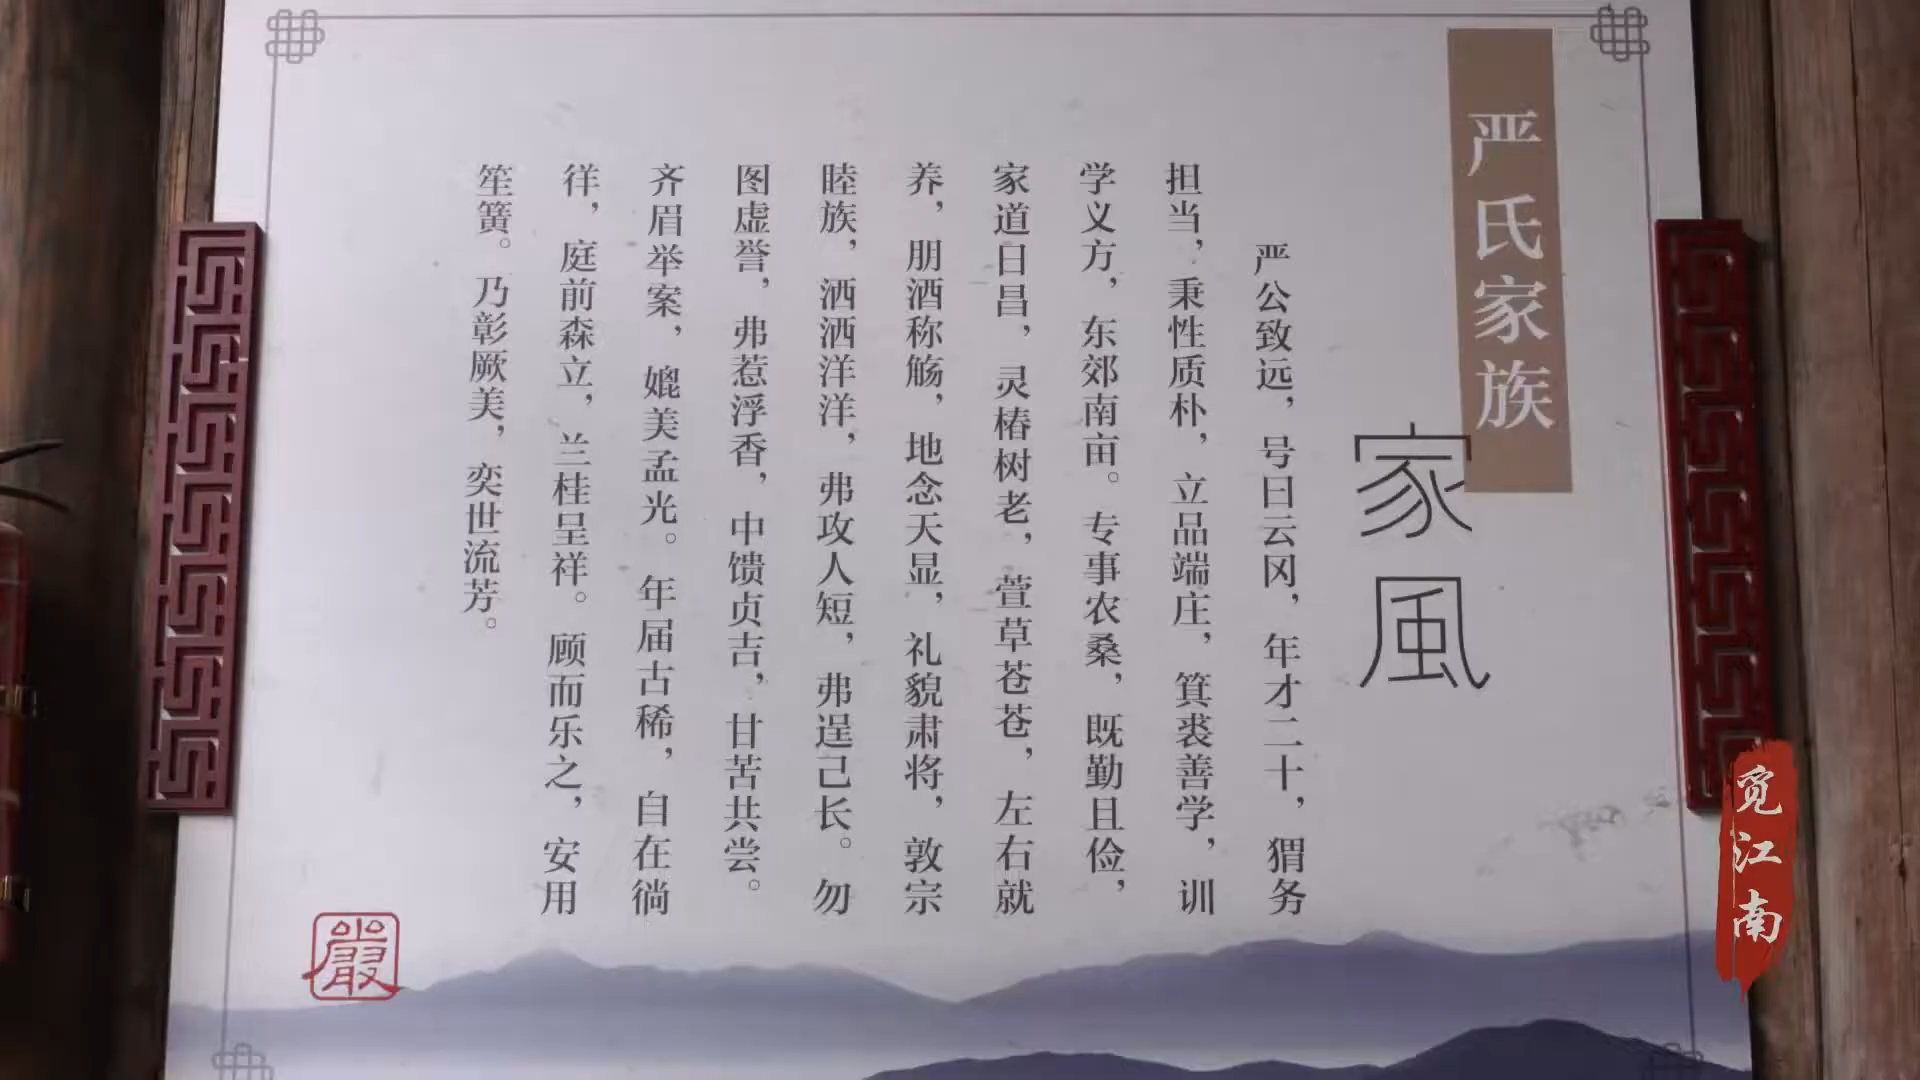 严氏家族
家風
严公致远，号曰云冈，年才二十，猬务
担当，秉性质朴，立品端庄，箕裘善学，训
学义方，东郊南亩。专事农桑，既勤且俭，
家道日昌，灵椿树老，萱草苍苍，左右就
养，朋酒称觞，地念天显，礼貌肃将，敦宗
睦族，洒洒洋洋，弗攻人短，弗逞己长。勿
图虚誉，弗惹浮香，中馈贞吉，甘苦共尝。
齐眉举案，媲美孟光。年届古稀，自在徜
徉，庭前森立，兰桂呈祥。顾而乐之，安用
笙簧。乃彰厥美，奕世流芳。
嚴
觅江南